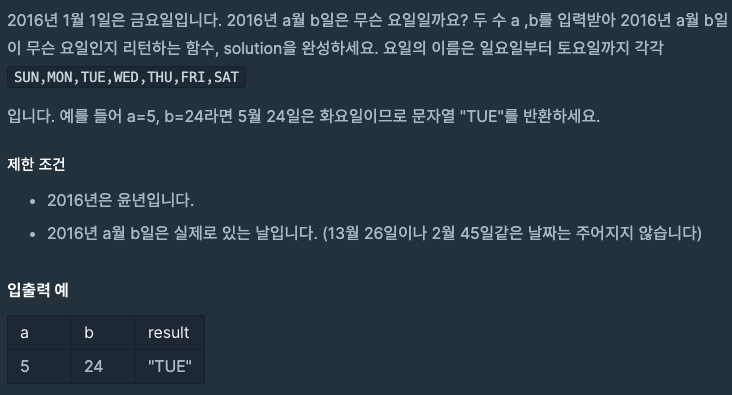 2016년 1월 1일은 금요일입니다. 2016년 a월 b일은 무슨 요일일까요? 두 수 a ,b를 입력받아 2016년 a월 b일
이 무슨 요일인지 리턴하는 함수, solution을 완성하세요. 요일의 이름은 일요일부터 토요일까지 각각
SUN,MON,TUE,WED,THU,FRI,SAT
입니다. 예를 들어 a=5, b=24라면 5월 24일은 화요일이므로 문자열 "TUE"를 반환하세요.
제한 조건
• 2016년은 윤년입니다.
• 2016년 a월 b일은 실제로 있는 날입니다. (13월 26일이나 2월 45일같은 날짜는 주어지지 않습니다)
입출력 예
a b result
5 24 "TUE"